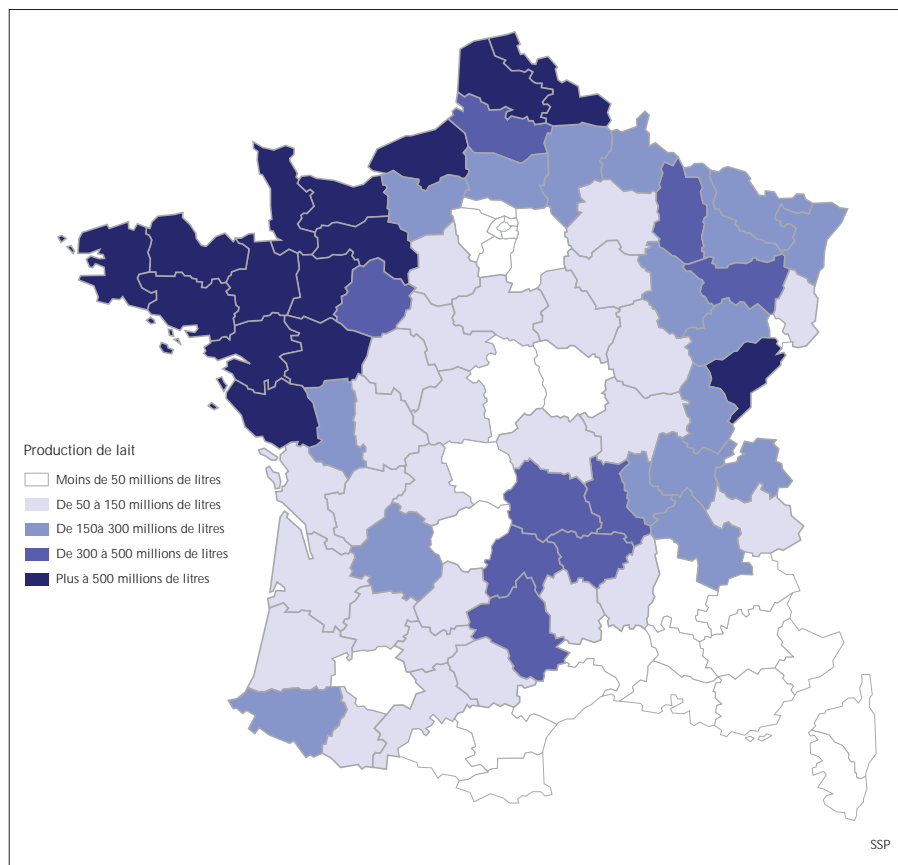 Production de lait
Moins de 50 millions de litres
De 50 à 150 millions de litres
De 150à 300 millions de litres
De 300 à 500 millions de litres
Plus à 500 millions de litres
SSP